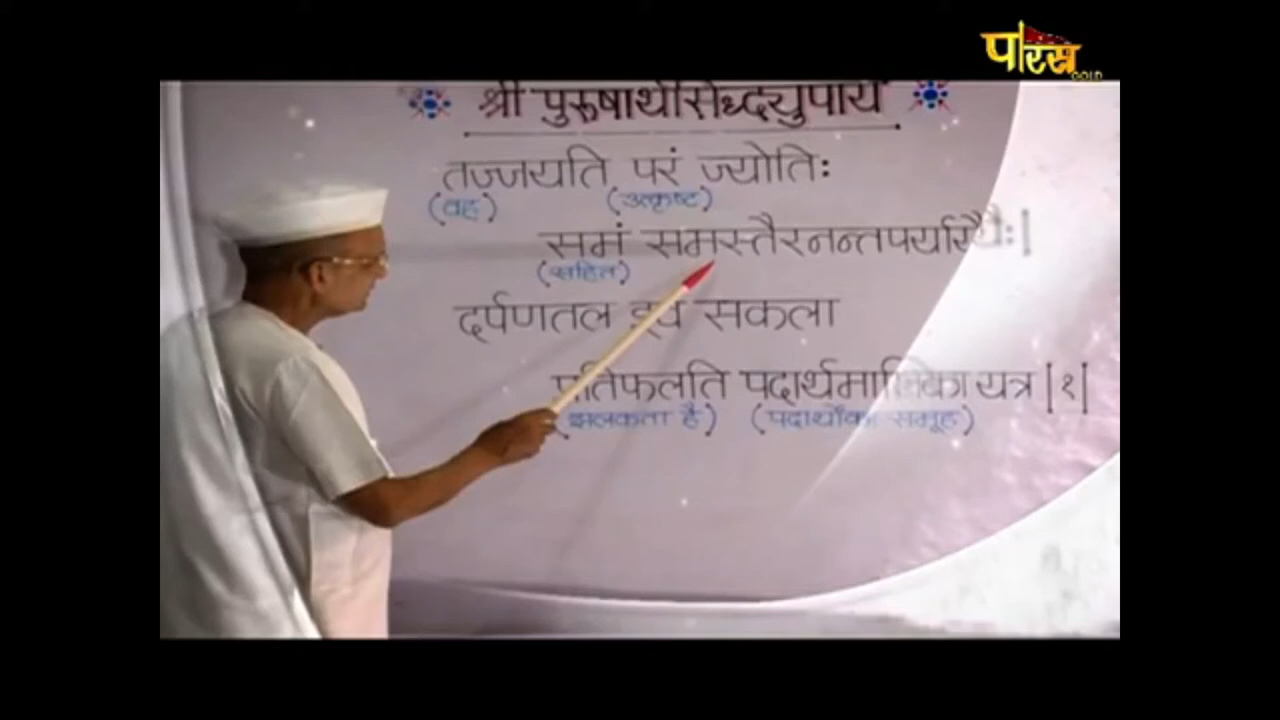 पारस
GOLD
श्री पुरुषार्थसिद्ध्युपाय
तज्जयति परं ज्योतिः
(वह) (उत्कृष्ट)
समं समस्तैरनन्तपर्यायैः|
(सहित)
दर्पणतल इव सकला
प्रतिफलति पदार्थमालिका यत्र |१|
(झलकता है) (पदार्थोंका समूह)